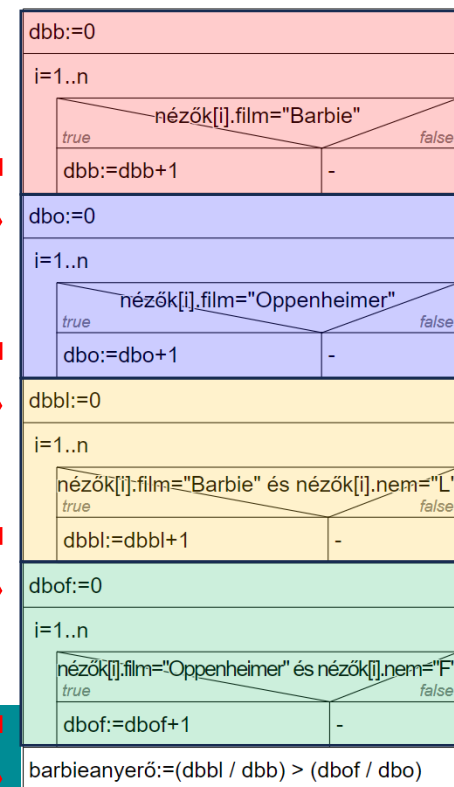 dbb:=0
i=1..n
nézők[i].film="Barbie"
true
false
dbb:=dbb+1
-
dbo:=0
i=1..n
nézők[i].film="Oppenheimer"
true
false
dbo:=dbo+1
-
dbbl:=0
i=1..n
nézők[i].film="Barbie" és nézők[i].nem="L"
true
false
dbbl:=dbbl+1
-
dbof:=0
i=1..n
nézők[i].film="Oppenheimer" és nézők[i].nem="F"
true
false
dbof:=dbof+1
-
barbieanyerő:=(dbbl / dbb) > (dbof / dbo)